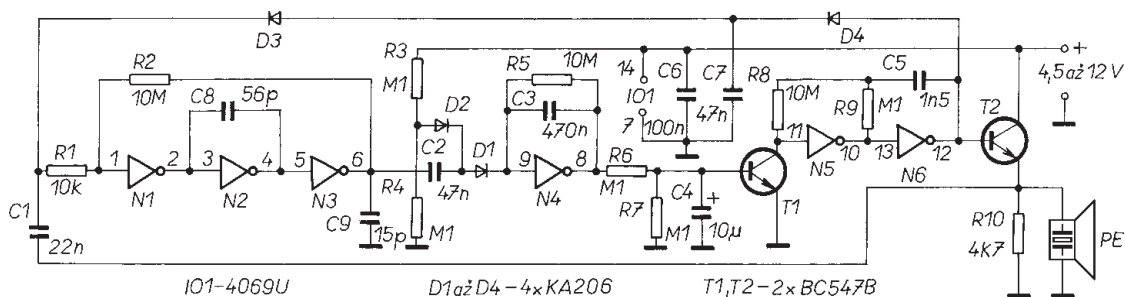 D3
D4
R3
M1
R2
10M
C8
56p
R5
10M
C3
470n
14
IO1
7
C6
100n
C7
47n
R8
10M
R9
M1
C5
1n5
+
4,5 až 12 V
T2
D2
D1
C2
47n
R1
10k
1
2
N1
3
4
N2
5
6
N3
R4
M1
9
8
N4
R6
M1
R7
M1
C4
+
10µ
T1
11
10
N5
13
12
N6
C1
22n
C9
15p
R10
4K7
PE
IO1-4069U
D1 až D4-4×KA206
T1,T2-2×BC547B